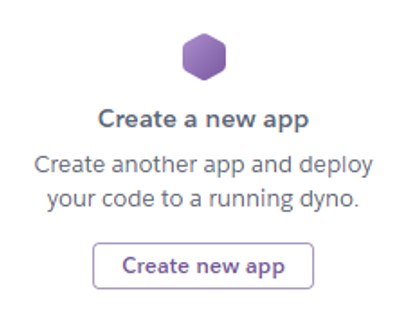 Create a new app
Create another app and deploy
your code to a running dyno.
Create new app